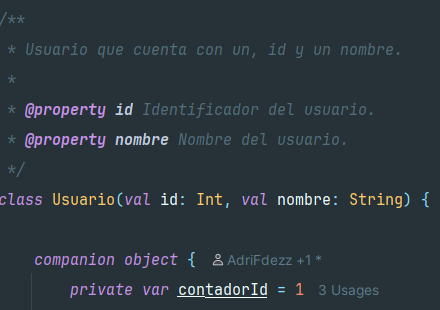 /**
* Usuario que cuenta con un, id y un nombre.
*
* @property id Identificador del usuario.
* @property nombre Nombre del usuario.
*/
class Usuario(val id: Int, val nombre: String) {
companion object { AdriFdezz +1 *
private var contadorId = 1 3 Usages